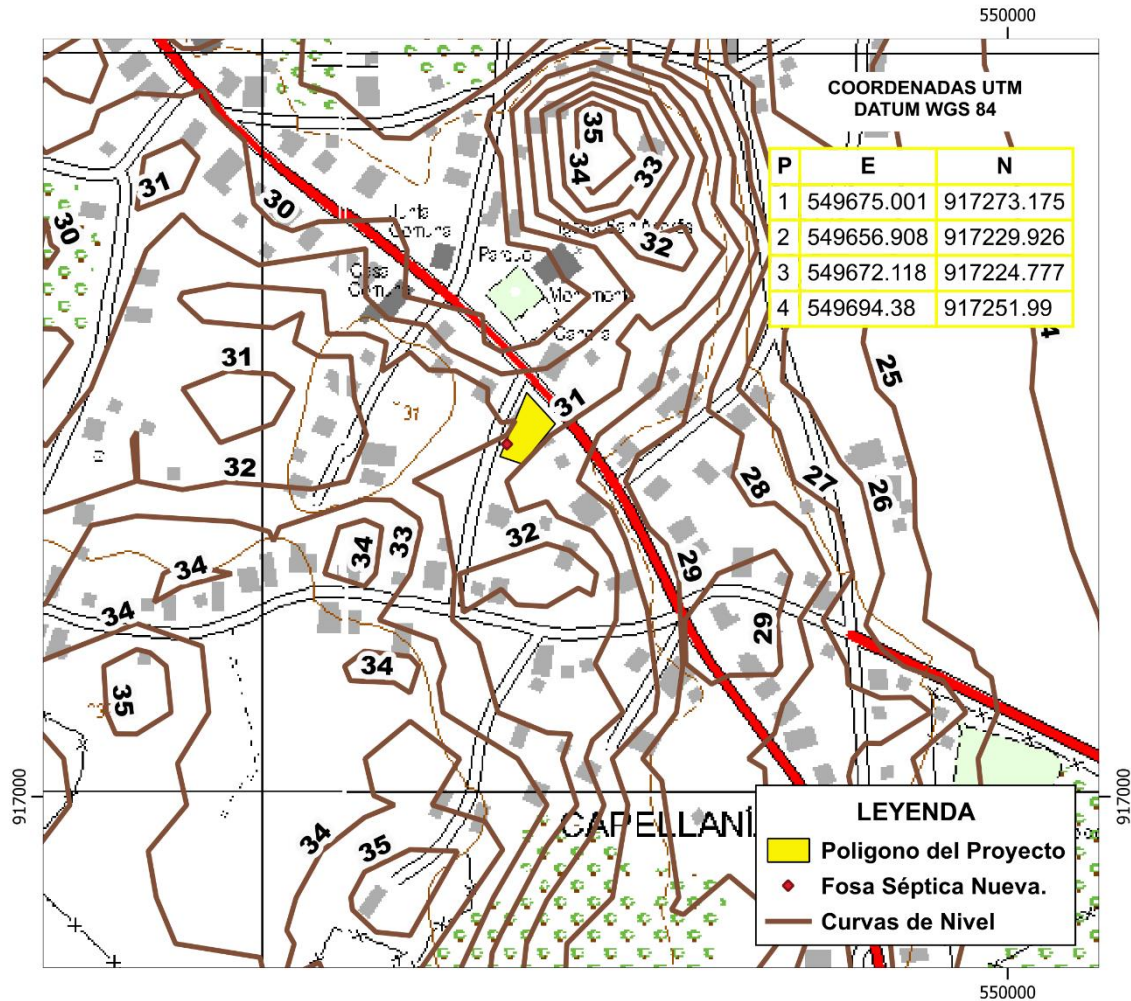 550000
COORDENADAS UTM
DATUM WGS 84
P E N
1 549675.001 917273.175
2 549656.908 917229.926
3 549672.118 917224.777
4 549694.38 917251.99
35
34
33
31
30
30
32
Parque
Casa
31
31
25
32
28
27
26
32
34
33
34
29
34
29
34
35
917000
917000
34
35
LEYENDA
Poligono del Proyecto
Fosa Séptica Nueva.
Curvas de Nivel
550000